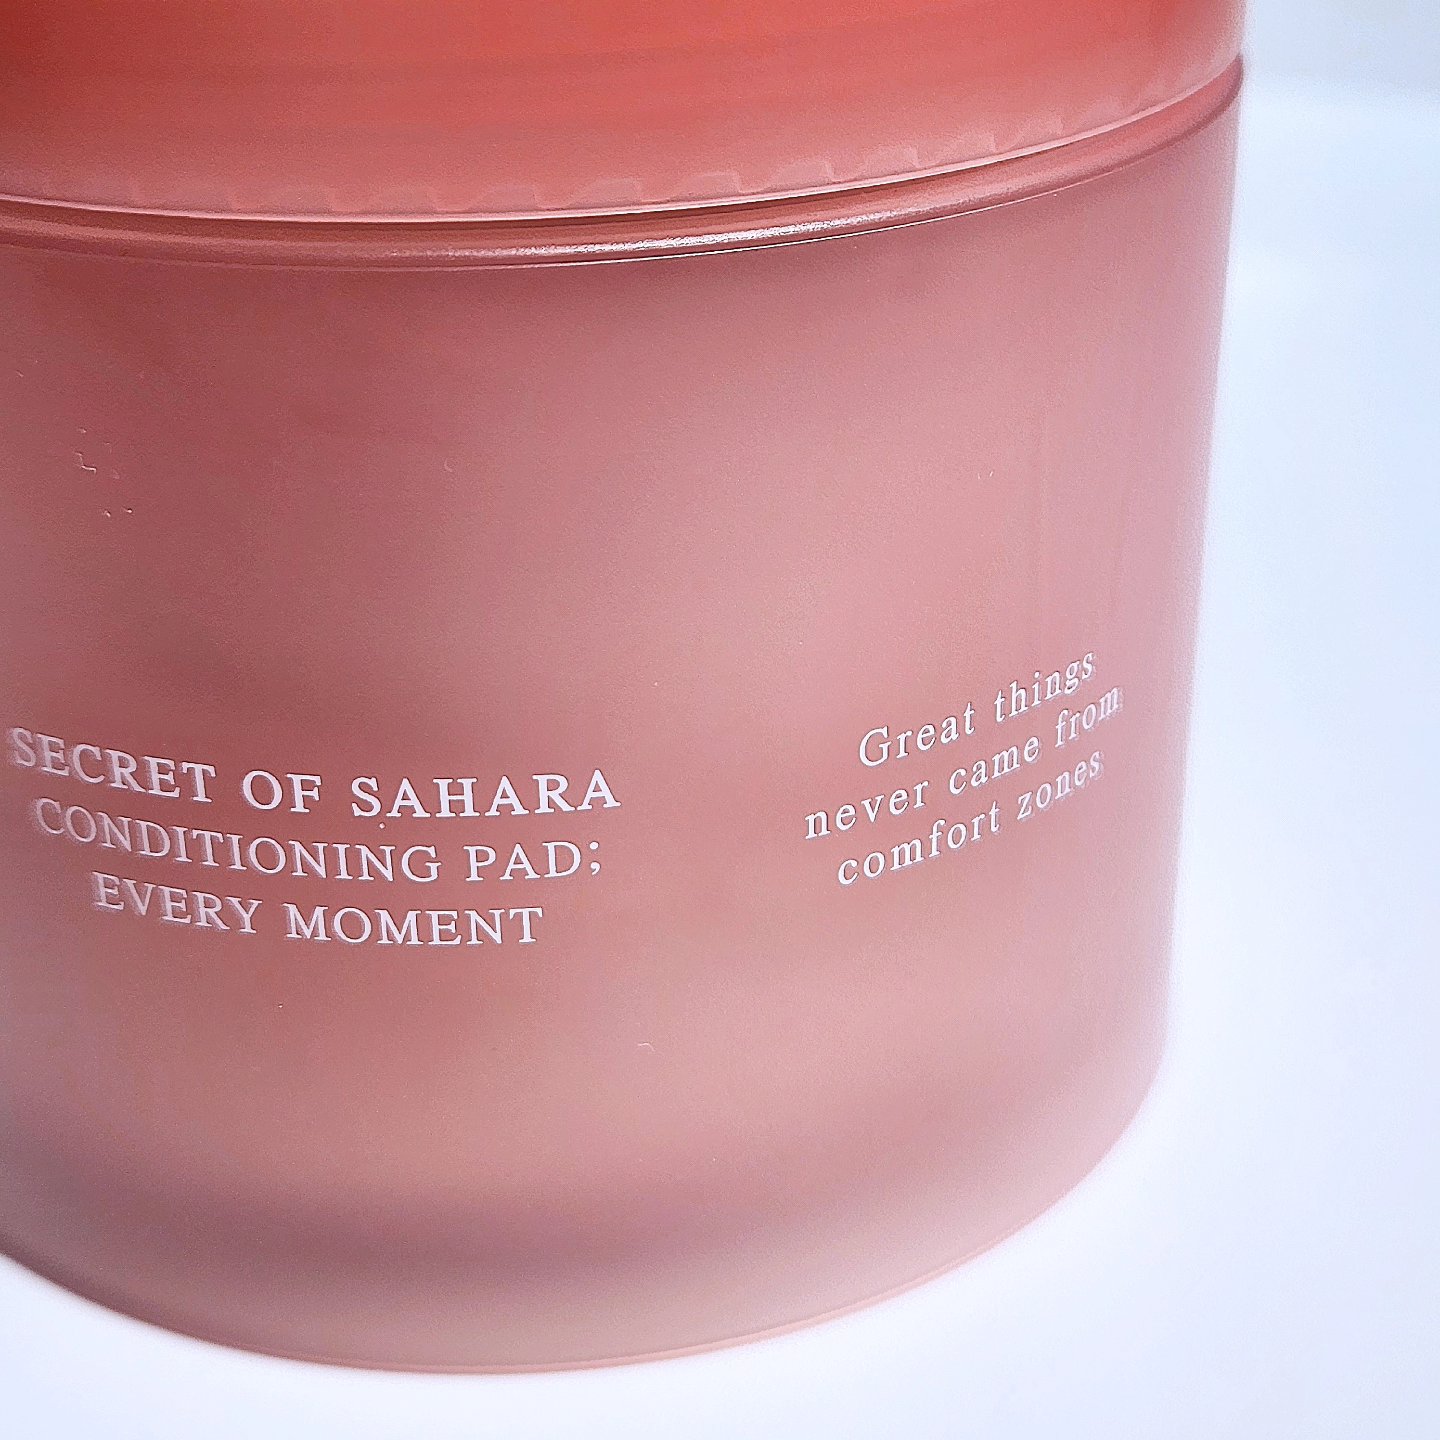 SECRET OF SAHARA
CONDITIONING PAD;
EVERY MOMENT
Great things
never came from
comfort zones